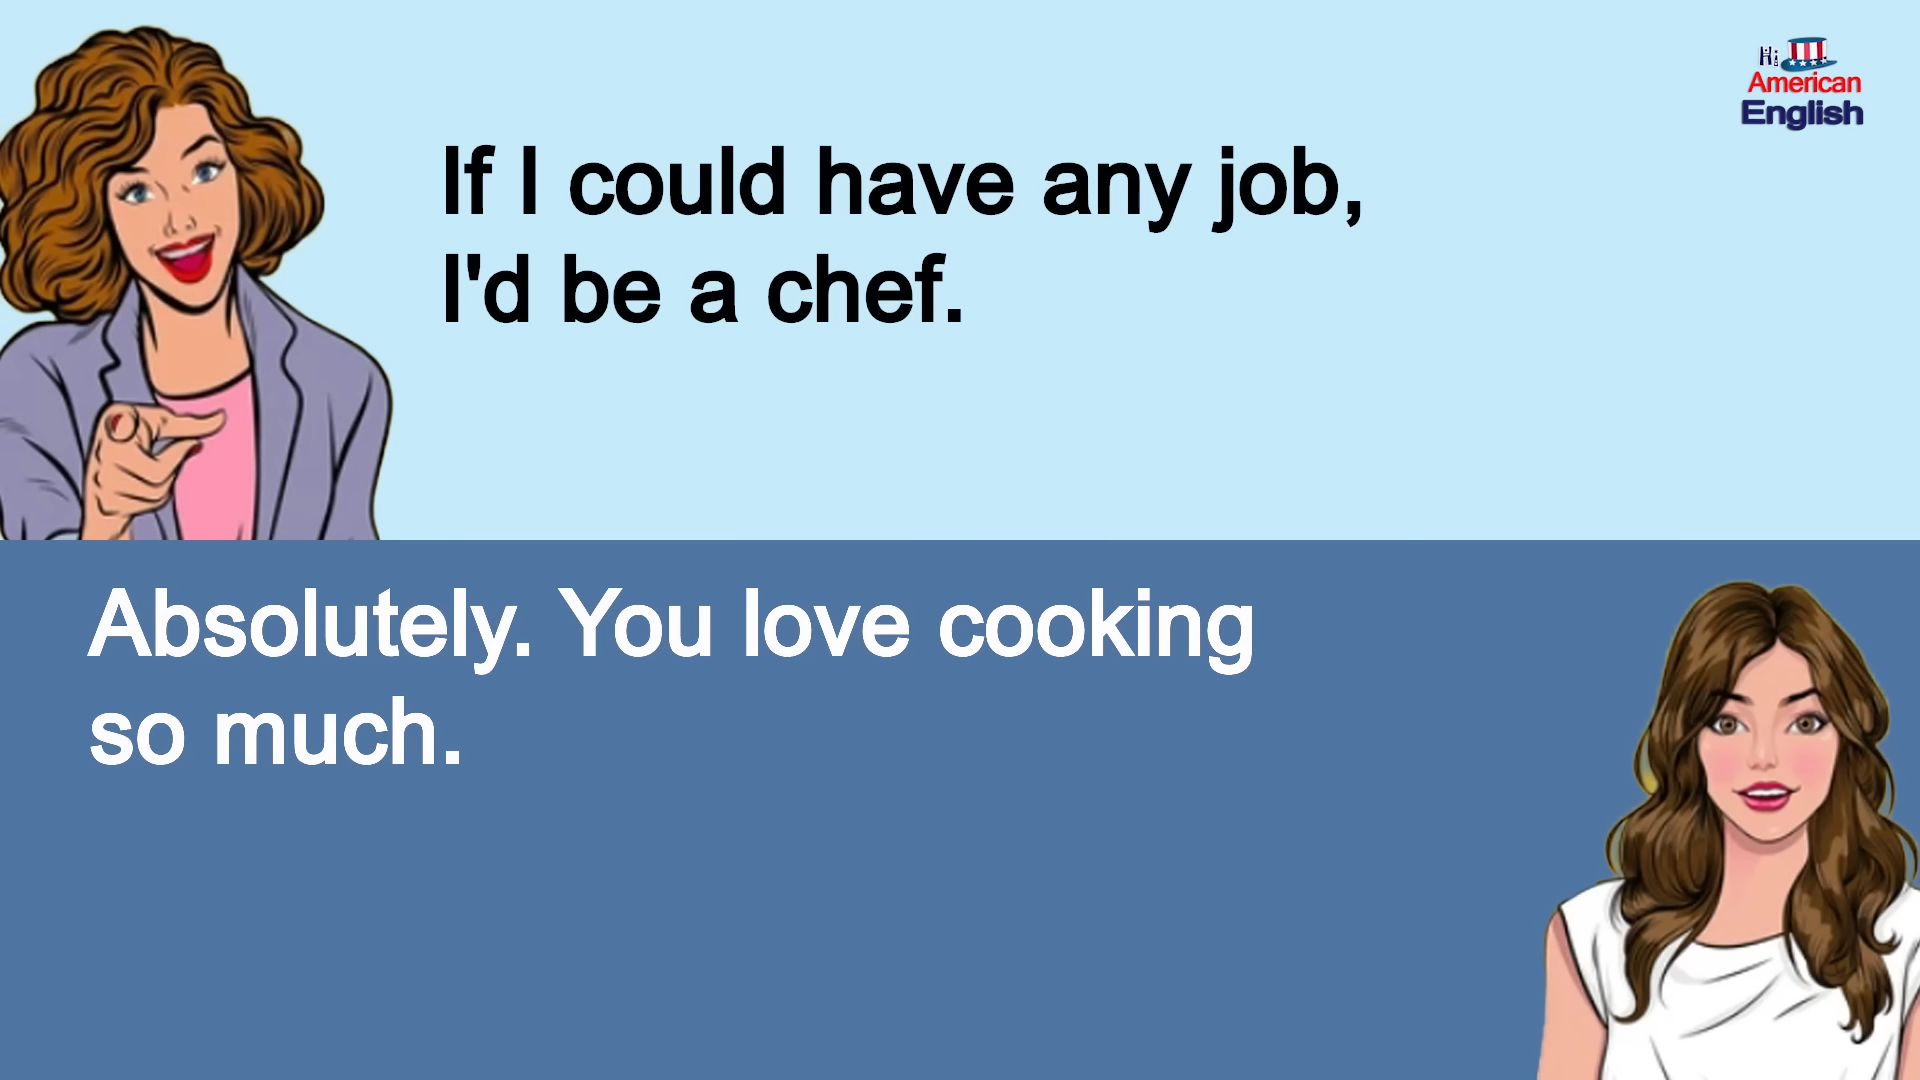 Hi
American
English
If I could have any job,
I'd be a chef.
Absolutely. You love cooking
so much.